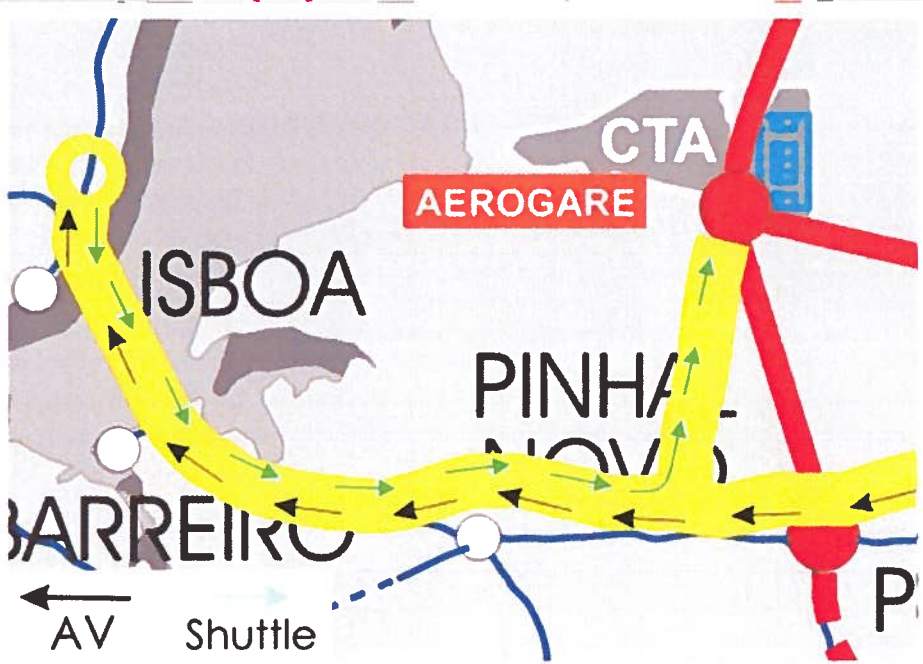 CTA
AEROGARE
ISBOA
PINHAL
NOVO
BARREIRO
P
AV
Shuttle